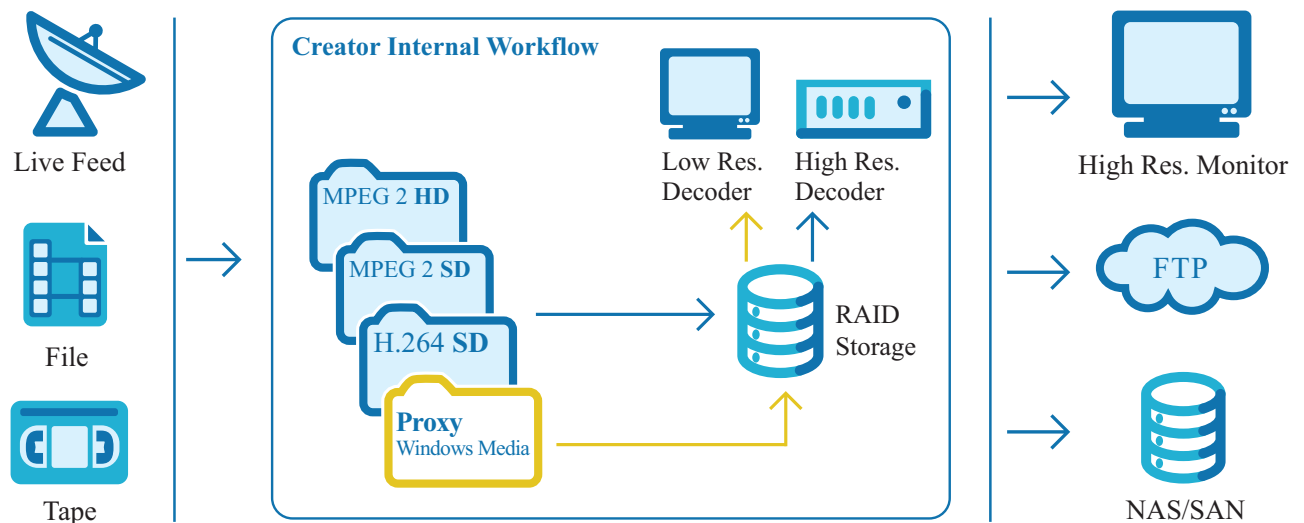 Live Feed
File
Tape
Creator Internal Workflow
MPEG 2 HD
MPEG 2 SD
H.264 SD
Proxy
Windows Media
Low Res.
Decoder
High Res.
Decoder
RAID
Storage
High Res. Monitor
FTP
NAS/SAN